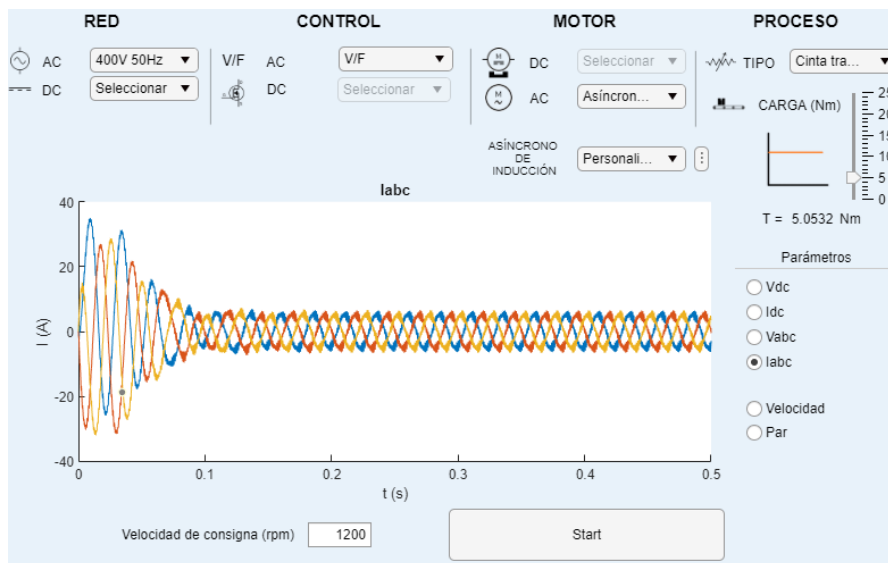 RED CONTROL MOTOR PROCESO
AC 400V 50Hz V/F AC V/F DC Seleccionar TIPO Cinta tra...
DC Seleccionar DC Seleccionar AC Asíncron... CARGA (Nm)
ASÍNCRONO
DE
INDUCCIÓN
Personali...
25
20
15
10
5
0
T = 5.0532 Nm
Iabc
40
20
0
-20
-40
I (A)
0 0.1 0.2 0.3 0.4 0.5
t (s)
Parámetros
Vdc
Idc
Vabc
Iabc
Velocidad
Par
Velocidad de consigna (rpm) 1200 Start